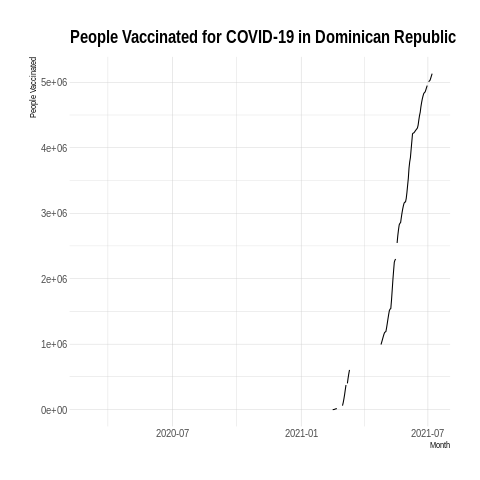 People Vaccinated for COVID-19 in Dominican Republic
People Vaccinated
5e+06
4e+06
3e+06
2e+06
1e+06
0e+00
2020-07
2021-01
2021-07
Month